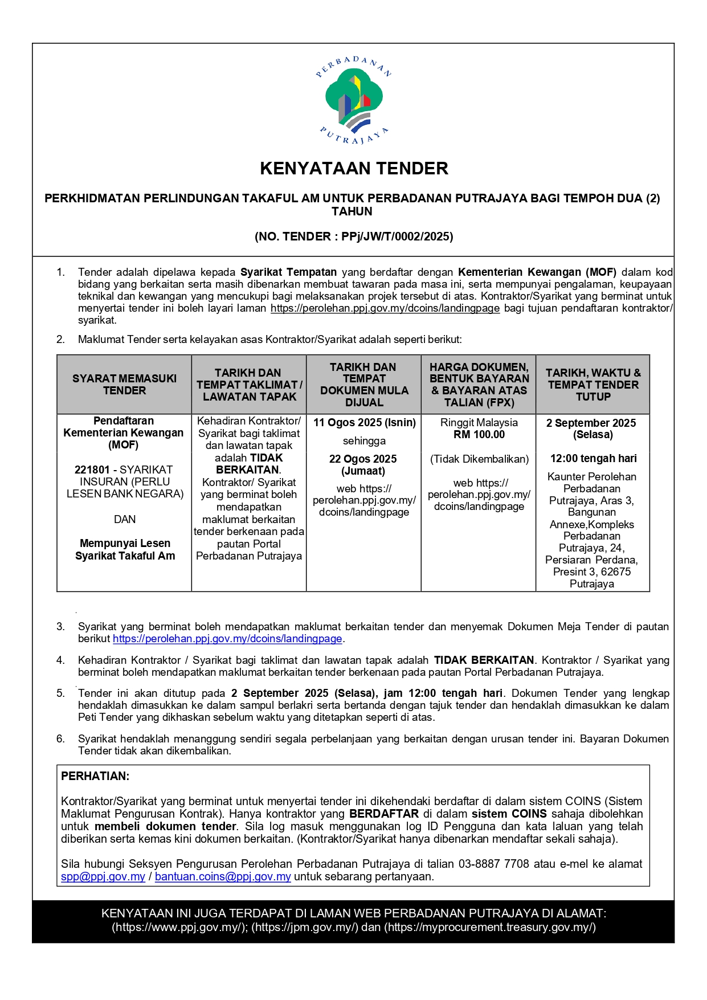 PERBADANAN
PUTRAJAYA
KENYATAAN TENDER
PERKHIDMATAN PERLINDUNGAN TAKAFUL AM UNTUK PERBADANAN PUTRAJAYA BAGI TEMPOH DUA (2)
TAHUN
(NO. TENDER : PPj/JW/T/0002/2025)
1. Tender adalah dipelawa kepada Syarikat Tempatan yang berdaftar dengan Kementerian Kewangan (MOF) dalam kod
bidang yang berkaitan serta masih dibenarkan membuat tawaran pada masa ini, serta mempunyai pengalaman, keupayaan
teknikal dan kewangan yang mencukupi bagi melaksanakan projek tersebut di atas. Kontraktor/Syarikat yang berminat untuk
menyertai tender ini boleh layari laman https://perolehan.ppj.gov.my/dcoins/landingpage bagi tujuan pendaftaran kontraktor/
syarikat.
2. Maklumat Tender serta kelayakan asas Kontraktor/Syarikat adalah seperti berikut:
SYARAT MEMASUKI
TENDER
TARIKH DAN
TEMPAT TAKLIMAT /
LAWATAN TAPAK
TARIKH DAN
TEMPAT
DOKUMEN MULA
DIJUAL
HARGA DOKUMEN,
BENTUK BAYARAN
& BAYARAN ATAS
TALIAN (FPX)
TARIKH, WAKTU &
TEMPAT TENDER
TUTUP
Pendaftaran
Kementerian Kewangan
(MOF)
221801 - SYARIKAT
INSURAN (PERLU
LESEN BANK NEGARA)
DAN
Mempunyai Lesen
Syarikat Takaful Am
Kehadiran Kontraktor/
Syarikat bagi taklimat
dan lawatan tapak
adalah TIDAK
BERKAITAN.
Kontraktor/ Syarikat
yang berminat boleh
mendapatkan
maklumat berkaitan
tender berkenaan pada
pautan Portal
Perbadanan Putrajaya
11 Ogos 2025 (Isnin)
sehingga
22 Ogos 2025
(Jumaat)
web https://
perolehan.ppj.gov.my/
dcoins/landingpage
Ringgit Malaysia
RM 100.00
(Tidak Dikembalikan)
web https://
perolehan.ppj.gov.my/
dcoins/landingpage
2 September 2025
(Selasa)
12:00 tengah hari
Kaunter Perolehan
Perbadanan
Putrajaya, Aras 3,
Bangunan
Annexe,Kompleks
Perbadanan
Putrajaya, 24,
Persiaran Perdana,
Presint 3, 62675
Putrajaya
3. Syarikat yang berminat boleh mendapatkan maklumat berkaitan tender dan menyemak Dokumen Meja Tender di pautan
berikut https://perolehan.ppj.gov.my/dcoins/landingpage.
4. Kehadiran Kontraktor / Syarikat bagi taklimat dan lawatan tapak adalah TIDAK BERKAITAN. Kontraktor / Syarikat yang
berminat boleh mendapatkan maklumat berkaitan tender berkenaan pada pautan Portal Perbadanan Putrajaya.
5. Tender ini akan ditutup pada 2 September 2025 (Selasa), jam 12:00 tengah hari. Dokumen Tender yang lengkap
hendaklah dimasukkan ke dalam sampul berlakri serta bertanda dengan tajuk tender dan hendaklah dimasukkan ke dalam
Peti Tender yang dikhaskan sebelum waktu yang ditetapkan seperti di atas.
6. Syarikat hendaklah menanggung sendiri segala perbelanjaan yang berkaitan dengan urusan tender ini. Bayaran Dokumen
Tender tidak akan dikembalikan.
PERHATIAN:
Kontraktor/Syarikat yang berminat untuk menyertai tender ini dikehendaki berdaftar di dalam sistem COINS (Sistem
Maklumat Pengurusan Kontrak). Hanya kontraktor yang BERDAFTAR di dalam sistem COINS sahaja dibolehkan
untuk membeli dokumen tender. Sila log masuk menggunakan log ID Pengguna dan kata laluan yang telah
diberikan serta kemas kini dokumen berkaitan. (Kontraktor/Syarikat hanya dibenarkan mendaftar sekali sahaja).
Sila hubungi Seksyen Pengurusan Perolehan Perbadanan Putrajaya di talian 03-8887 7708 atau e-mel ke alamat
spp@ppj.gov.my / bantuan.coins@ppj.gov.my untuk sebarang pertanyaan.
KENYATAAN INI JUGA TERDAPAT DI LAMAN WEB PERBADANAN PUTRAJAYA DI ALAMAT:
(https://www.ppj.gov.my/); (https://jpm.gov.my/) dan (https://myprocurement.treasury.gov.my/)